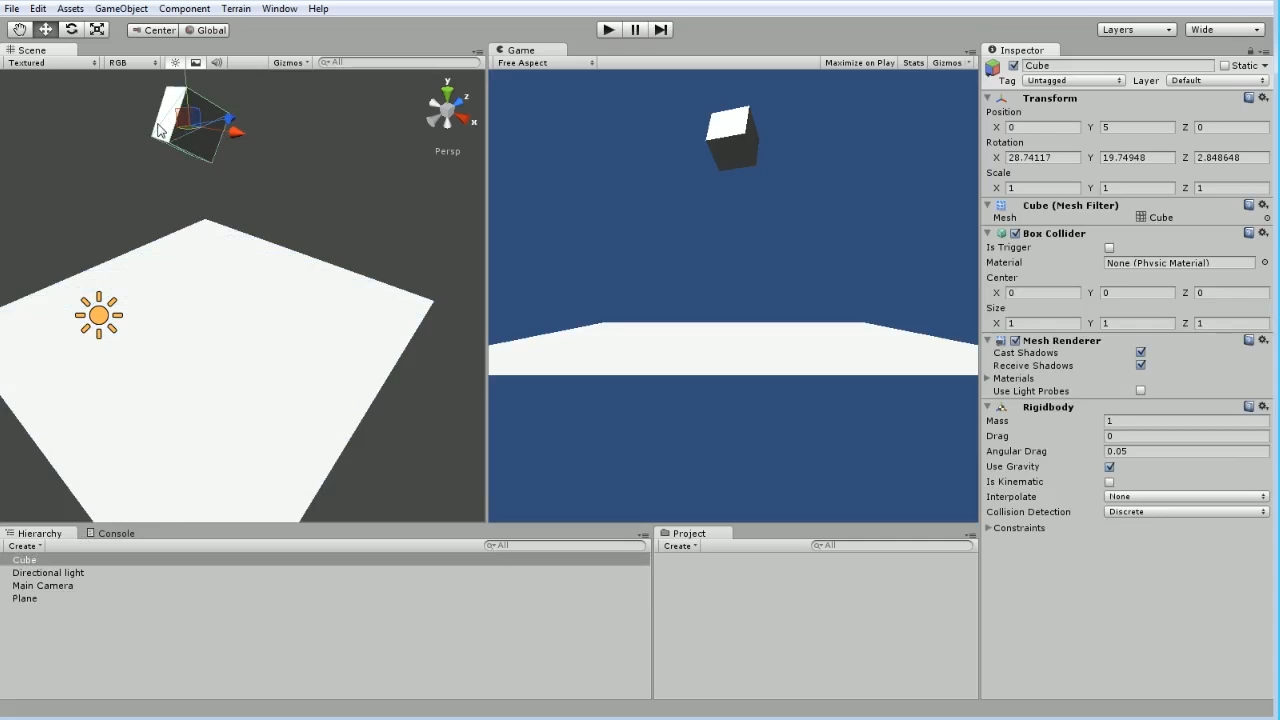 File Edit Assets GameObject Component Terrain Window Help
Center Global Layers Wide
Scene Game Inspector
Textured RGB Gizmos All Free Aspect Maximize on Play Stats Gizmos Cube Static
Tag Untagged Layer Default
y
z
x
Persp
Transform
Position
X 0 Y 5 Z 0
Rotation
X 28.74117 Y 19.74948 Z 2.848648
Scale
X 1 Y 1 Z 1
Cube (Mesh Filter)
Mesh Cube
Box Collider
Is Trigger
Material None (Physic Material)
Center
X 0 Y 0 Z 0
Size
X 1 Y 1 Z 1
Mesh Renderer
Cast Shadows
Receive Shadows
Materials
Use Light Probes
Rigidbody
Mass 1
Drag 0
Angular Drag 0.05
Use Gravity
Is Kinematic
Interpolate None
Collision Detection Discrete
Constraints
Hierarchy Console Project
Create All Create All
Cube
Directional light
Main Camera
Plane